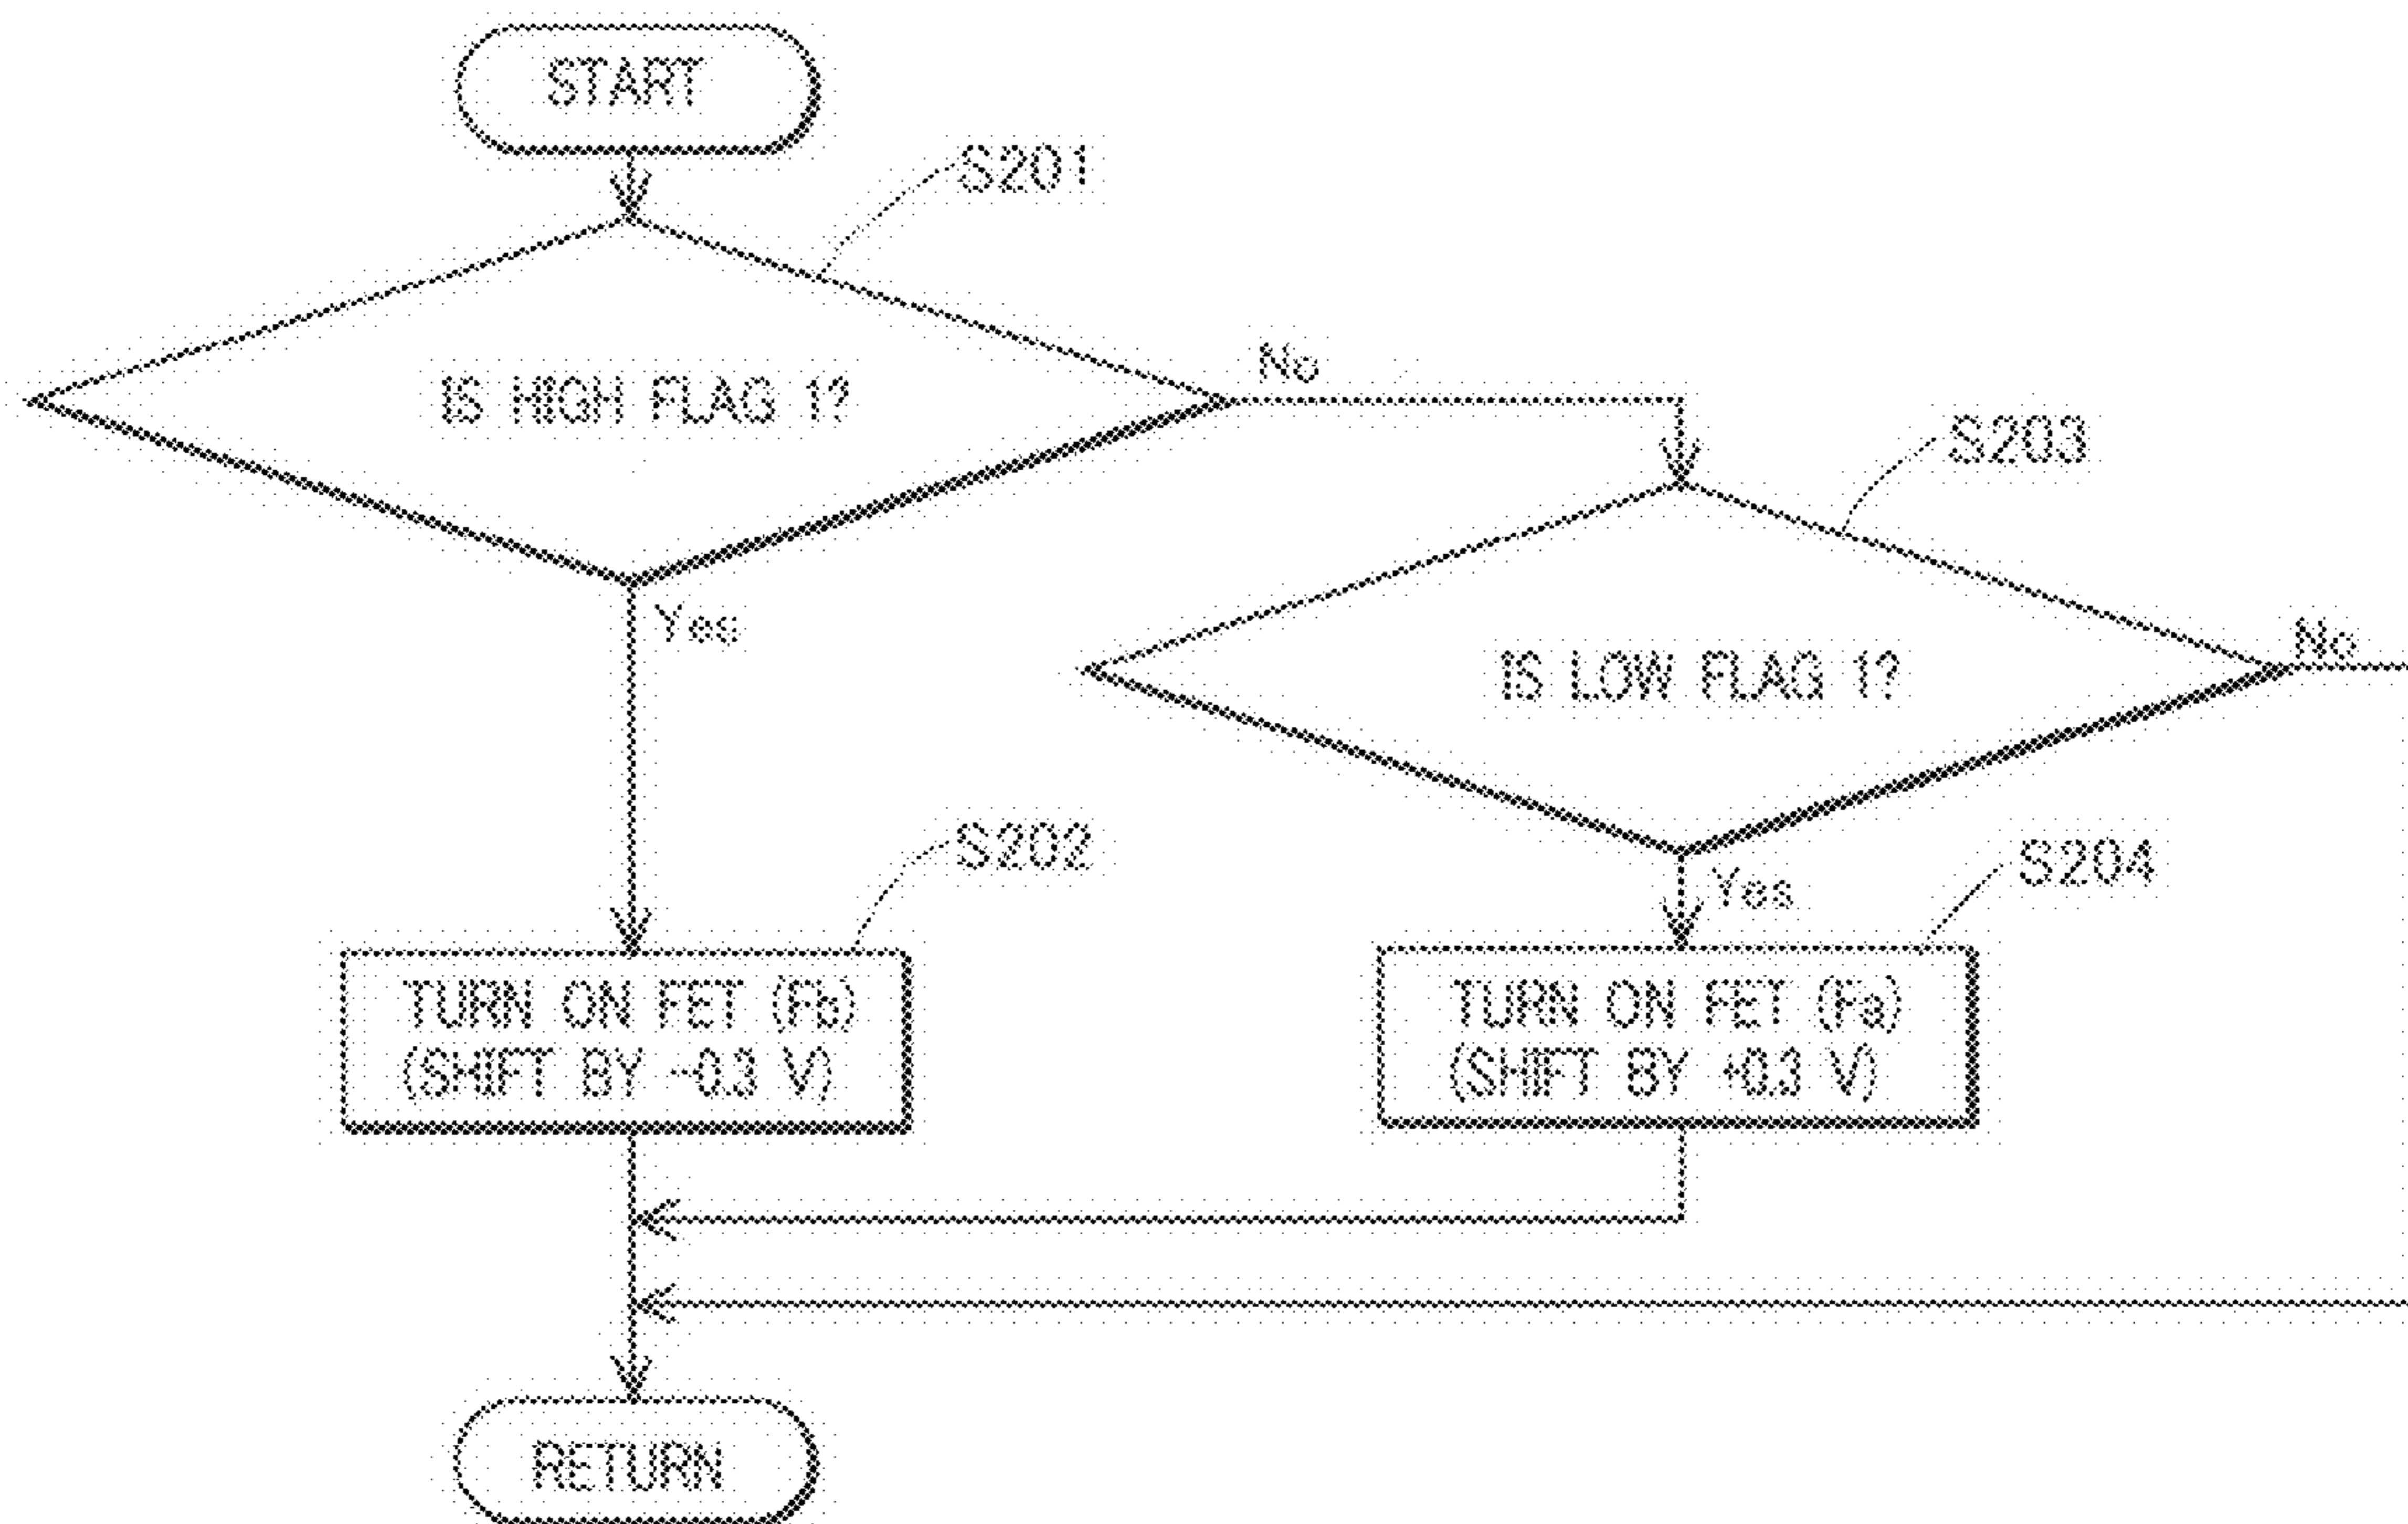 START
S201
IS HIGH FLAG 1?
No
S203
Yes
IS LOW FLAG 1?
No
S202
Yes
S204
TURN ON FET (Fb)
(SHIFT BY -0.3 V)
TURN ON FET (Fa)
(SHIFT BY +0.3 V)
RETURN